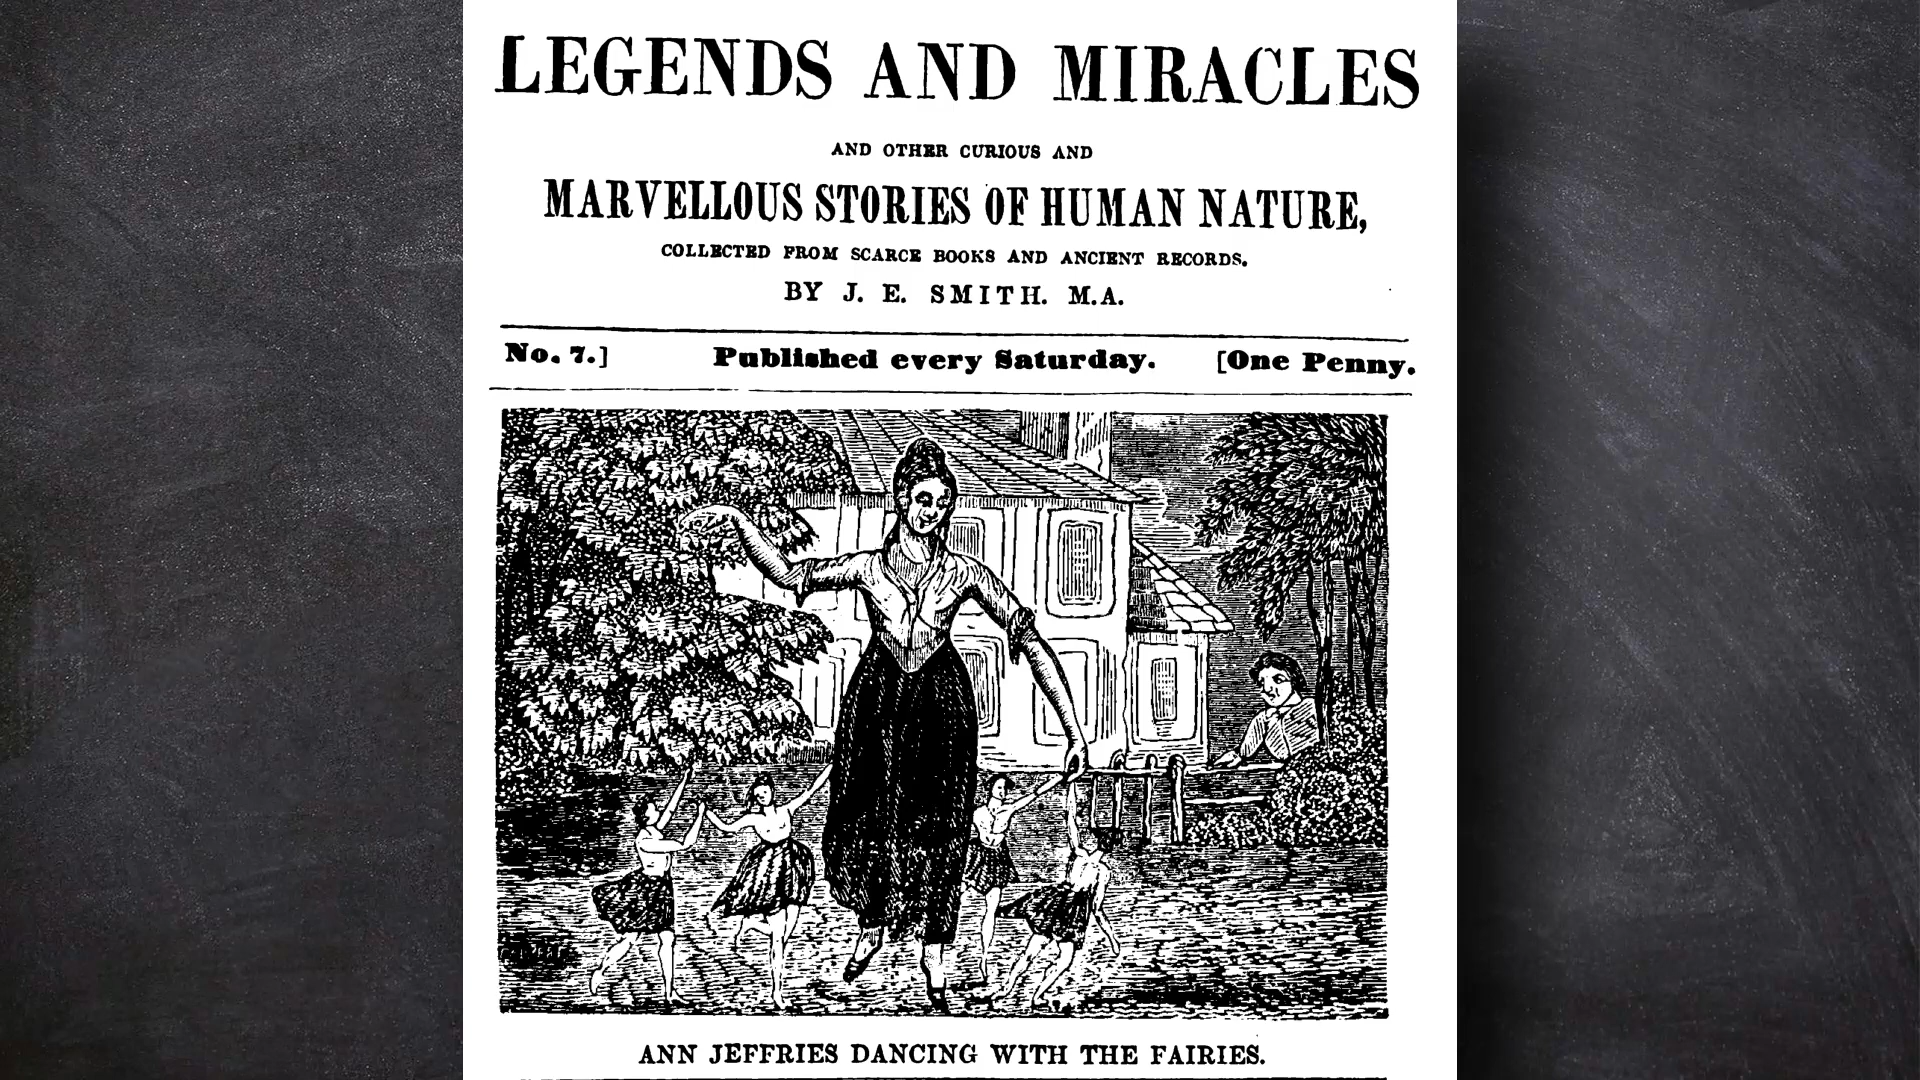 LEGENDS AND MIRACLES
AND OTHER CURIOUS AND
MARVELLOUS STORIES OF HUMAN NATURE,
COLLECTED FROM SCARCE BOOKS AND ANCIENT RECORDS.
BY J. E. SMITH. M.A.
No. 7.] Published every Saturday. [One Penny.
ANN JEFFRIES DANCING WITH THE FAIRIES.